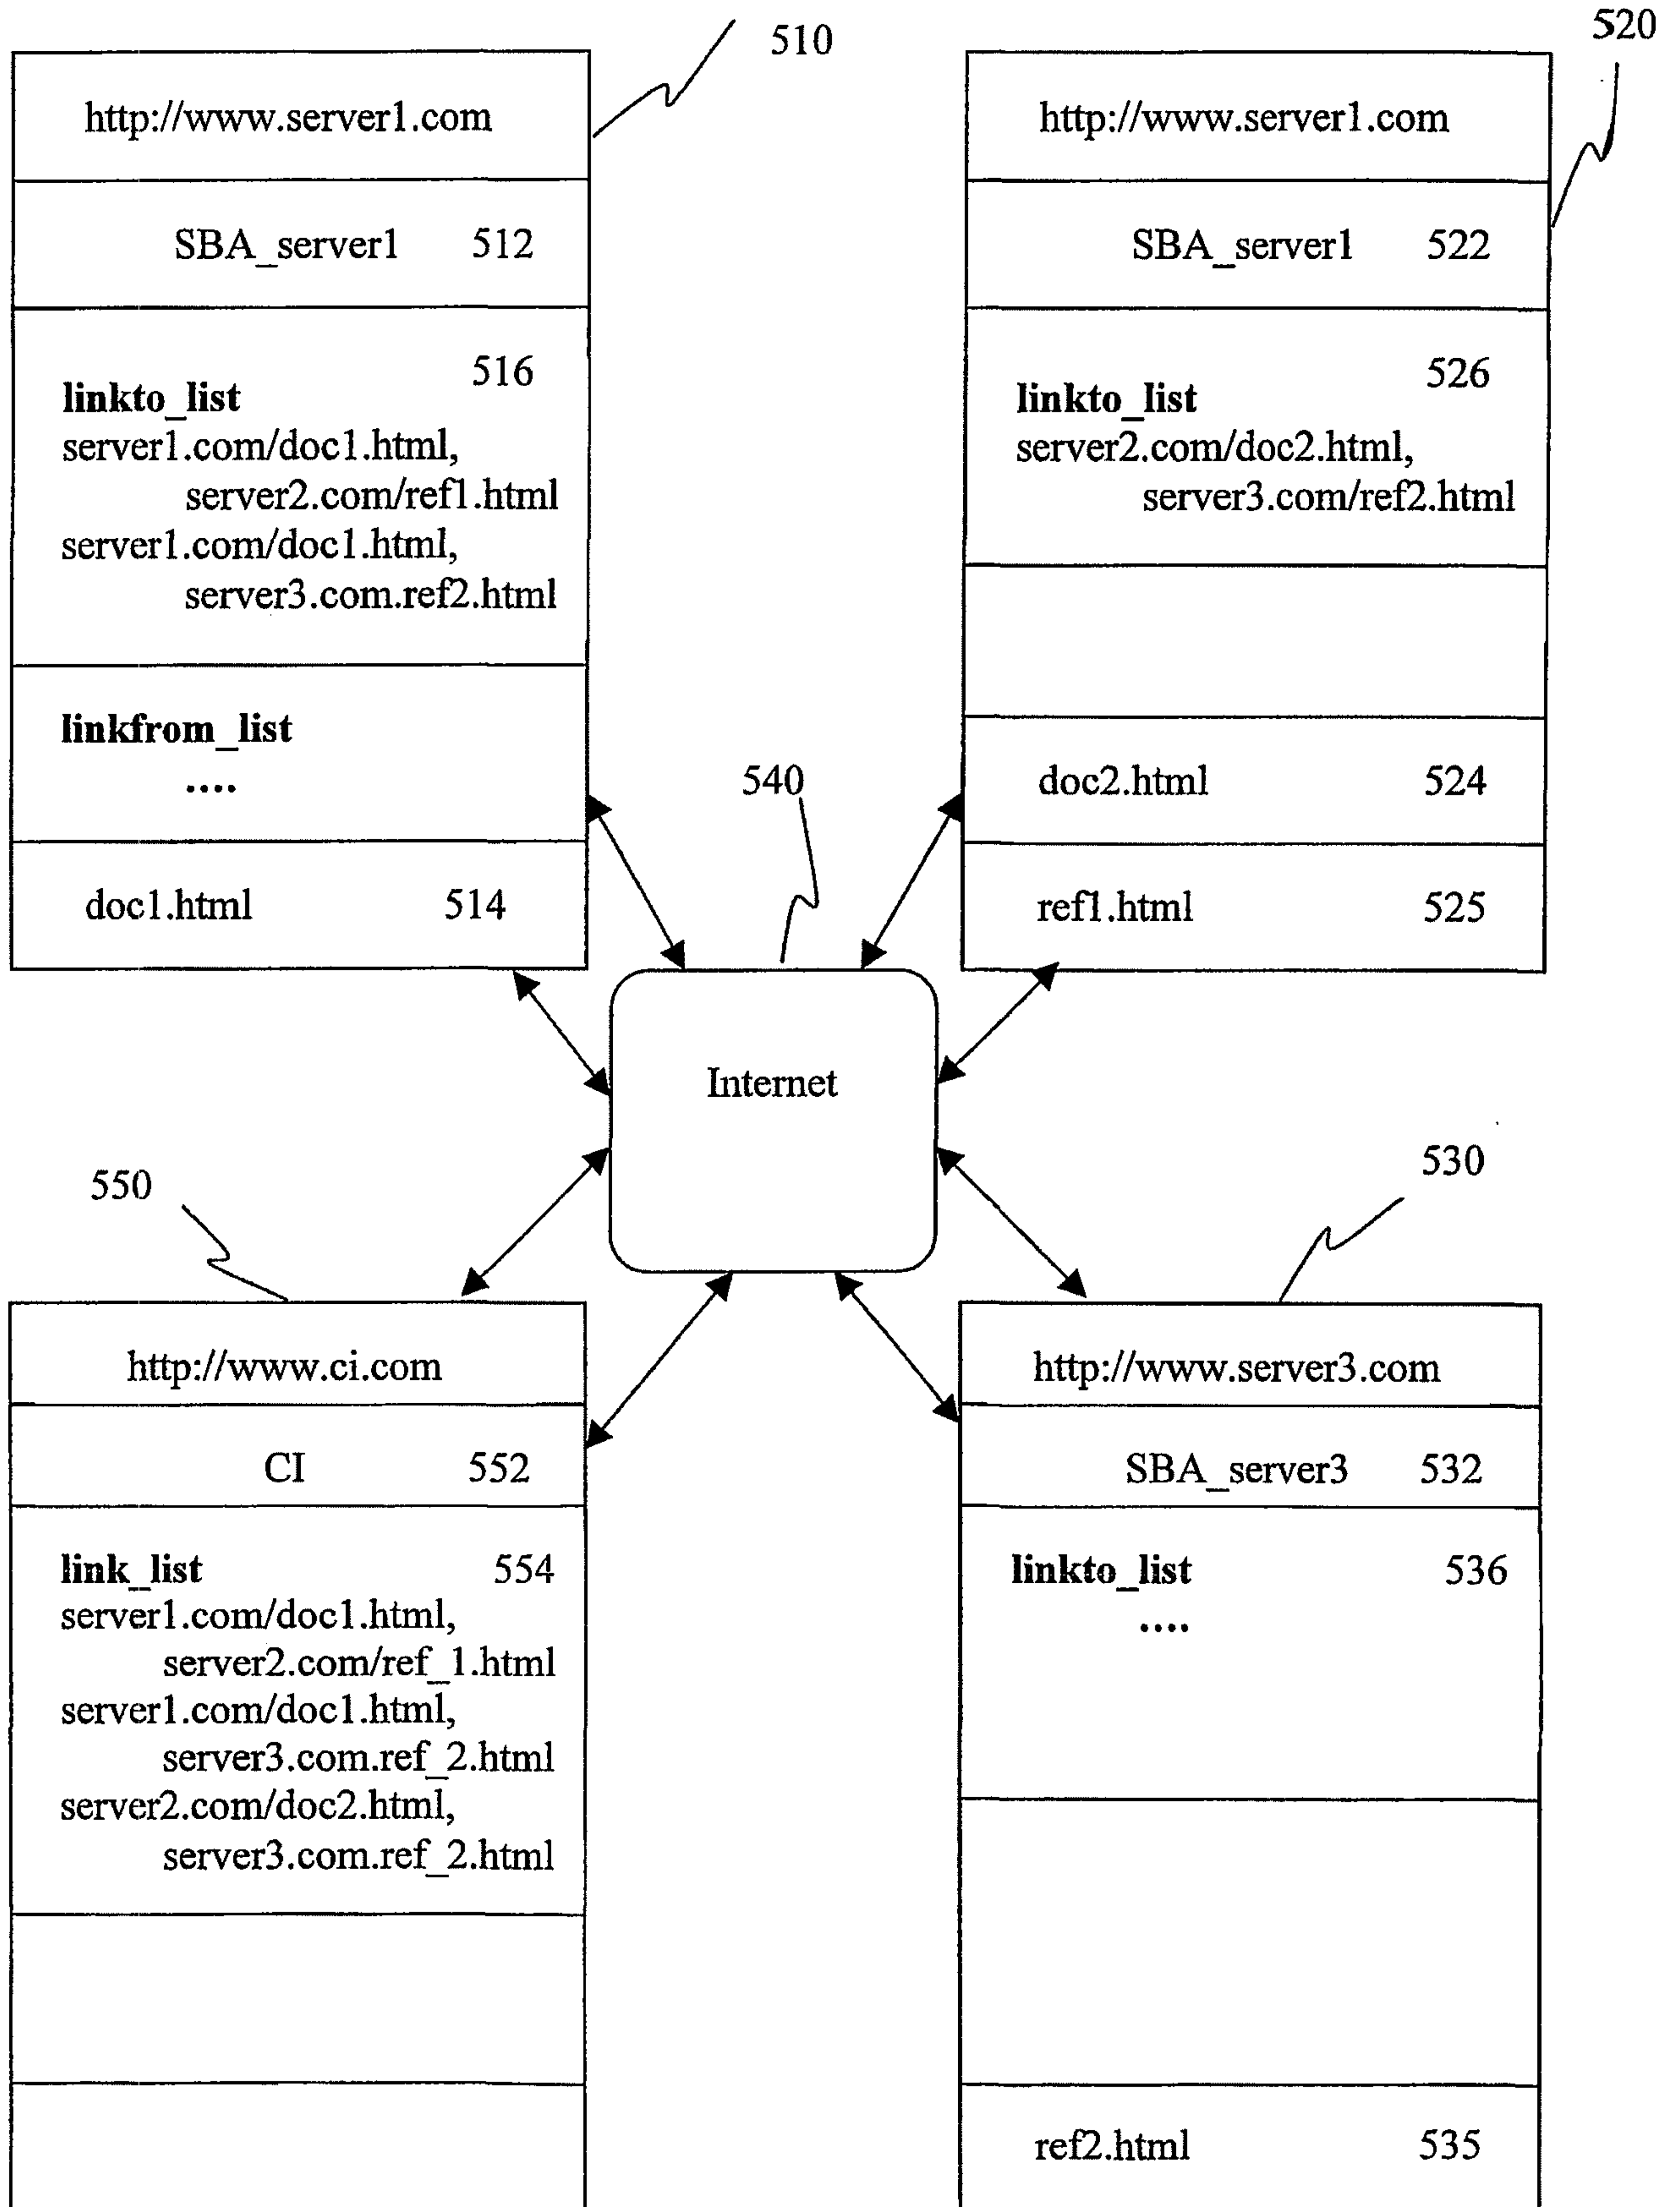 510
http://www.server1.com
SBA_server1 512
516
linkto_list
server1.com/doc1.html,
server2.com/ref1.html
server1.com/doc1.html,
server3.com.ref2.html
linkfrom_list
....
doc1.html 514
520
http://www.server1.com
SBA_server1 522
526
linkto_list
server2.com/doc2.html,
server3.com/ref2.html
doc2.html 524
ref1.html 525
540
Internet
550
http://www.ci.com
CI 552
link_list 554
server1.com/doc1.html,
server2.com/ref_1.html
server1.com/doc1.html,
server3.com.ref_2.html
server2.com/doc2.html,
server3.com.ref_2.html
530
http://www.server3.com
SBA_server3 532
linkto_list 536
....
ref2.html 535